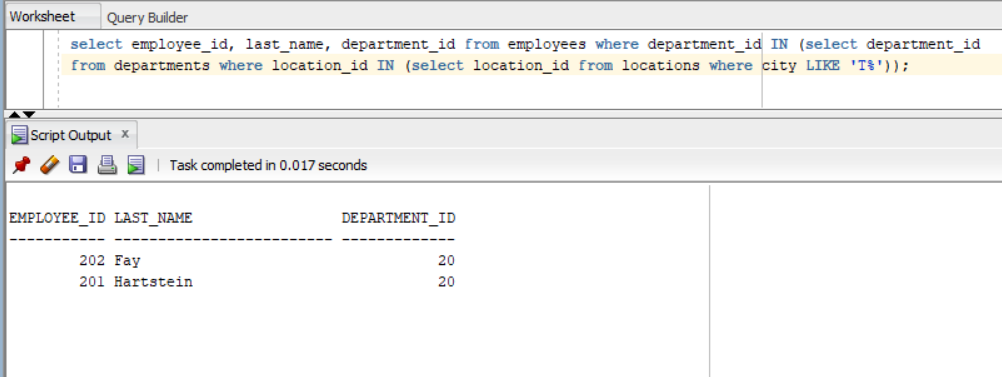 Worksheet Query Builder
select employee_id, last_name, department_id from employees where department_id IN (select department_id
from departments where location_id IN (select location_id from locations where city LIKE 'T%'));
Script Output x
Task completed in 0.017 seconds
EMPLOYEE_ID LAST_NAME                 DEPARTMENT_ID
----------- ------------------------- -------------
        202 Fay                                  20
        201 Hartstein                            20